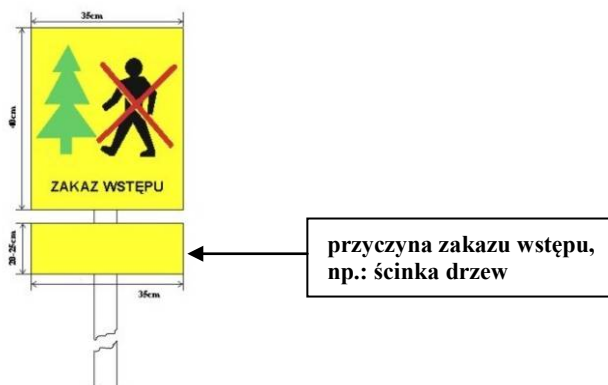 35cm
40cm
ZAKAZ WSTĘPU
20-25cm
przyczyna zakazu wstępu,
np.: ścinka drzew
35cm